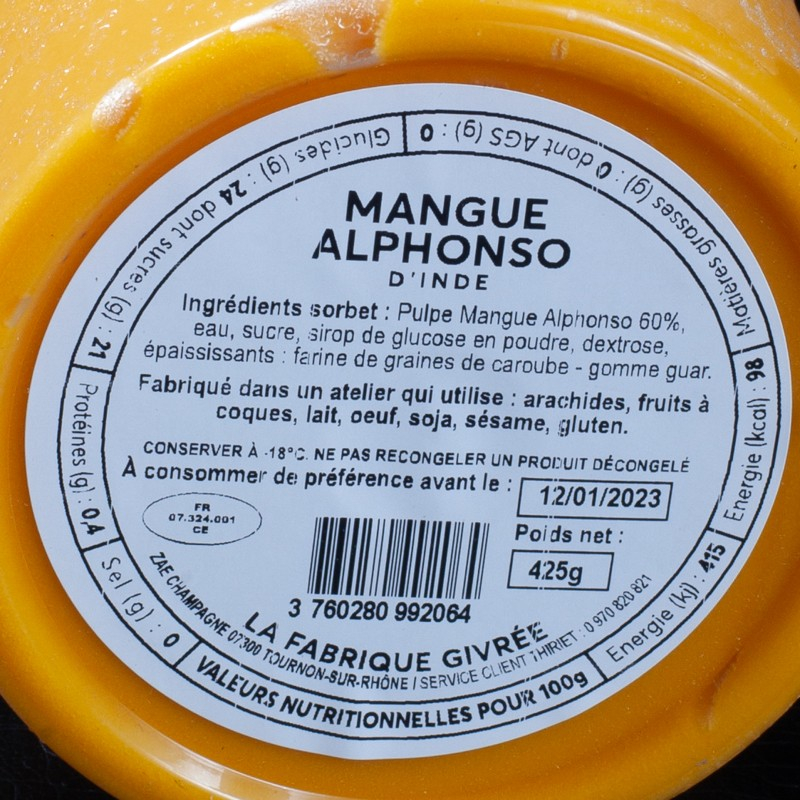 MANGUE
ALPHONSO
D'INDE
Ingrédients sorbet : Pulpe Mangue Alphonso 60%,
eau, sucre, sirop de glucose en poudre, dextrose,
épaississants : farine de graines de caroube - gomme guar.
Fabriqué dans un atelier qui utilise : arachides, fruits à
coques, lait, oeuf, soja, sésame, gluten.
CONSERVER À -18°C. NE PAS RECONGELER UN PRODUIT DÉCONGELÉ
À consommer de préférence avant le : 12/01/2023
FR
07.324.001
CE
Poids net :
425g
3 760280 992064
LA FABRIQUE GIVRÉE
ZAE CHAMPAGNE 07300 TOURNON-SUR-RHÔNE / SERVICE CLIENT THIRIET : 0 970 820 821
VALEURS NUTRITIONNELLES POUR 100g
Energie (kj) : 415
Energie (kcal) : 98
Matières grasses (g) : 0 dont AGS (g) : 0
Glucides (g) : 24 dont sucres (g) : 21
Protéines (g) : 0,4
Sel (g) : 0